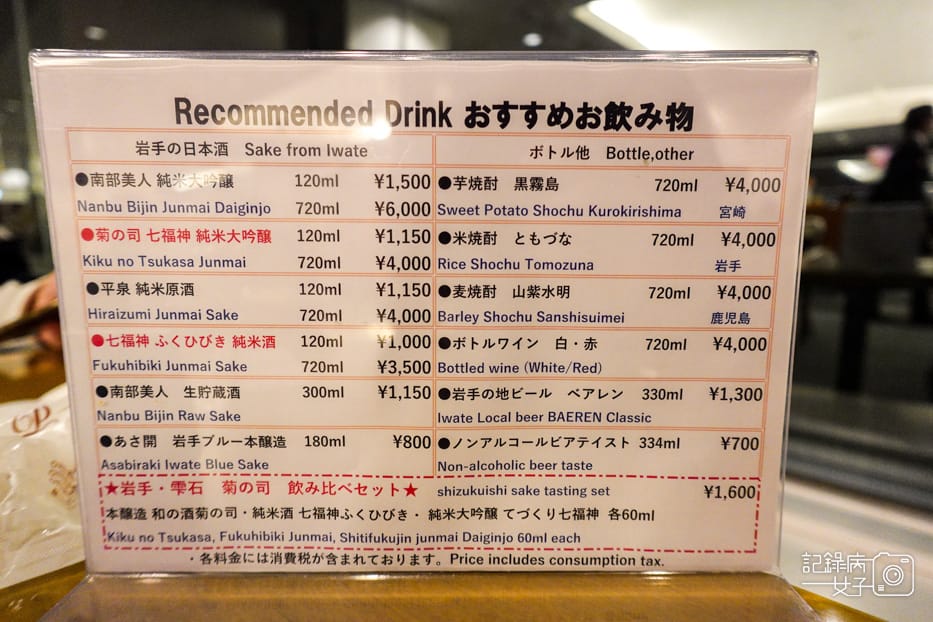 Recommended Drink おすすめお飲み物
岩手の日本酒 Sake from Iwate
●南部美人 純米大吟醸 120ml ¥1,500
Nanbu Bijin Junmai Daiginjo 720ml ¥6,000
●菊の司 七福神 純米大吟醸 120ml ¥1,150
Kiku no Tsukasa Junmai 720ml ¥4,000
●平泉 純米原酒 120ml ¥1,150
Hiraizumi Junmai Sake 720ml ¥4,000
●七福神 ふくひびき 純米酒 120ml ¥1,000
Fukuhibiki Junmai Sake 720ml ¥3,500
●南部美人 生貯蔵酒 300ml ¥1,150
Nanbu Bijin Raw Sake
●あさ開 岩手ブルー本醸造 180ml ¥800
Asabiraki Iwate Blue Sake
ボトル他 Bottle,other
●芋焼酎 黒霧島 720ml ¥4,000
Sweet Potato Shochu Kurokirishima 宮崎
●米焼酎 ともづな 720ml ¥4,000
Rice Shochu Tomozuna 岩手
●麦焼酎 山紫水明 720ml ¥4,000
Barley Shochu Sanshisuimei 鹿児島
●ボトルワイン 白・赤 720ml ¥4,000
Bottled wine (White/Red)
●岩手の地ビール ベアレン 330ml ¥1,300
Iwate Local beer BAEREN Classic
●ノンアルコールビアテイスト 334ml ¥700
Non-alcoholic beer taste
★岩手・雫石 菊の司 飲み比べセット★ shizukuishi sake tasting set ¥1,600
本醸造 和の酒菊の司・純米酒 七福神ふくひびき・ 純米大吟醸 てづくり七福神 各60ml
Kiku no Tsukasa, Fukuhibiki Junmai, Shitifukujin junmai Daiginjo 60ml each
・各料金には消費税が含まれております。Price includes consumption tax.
記錄病
女子